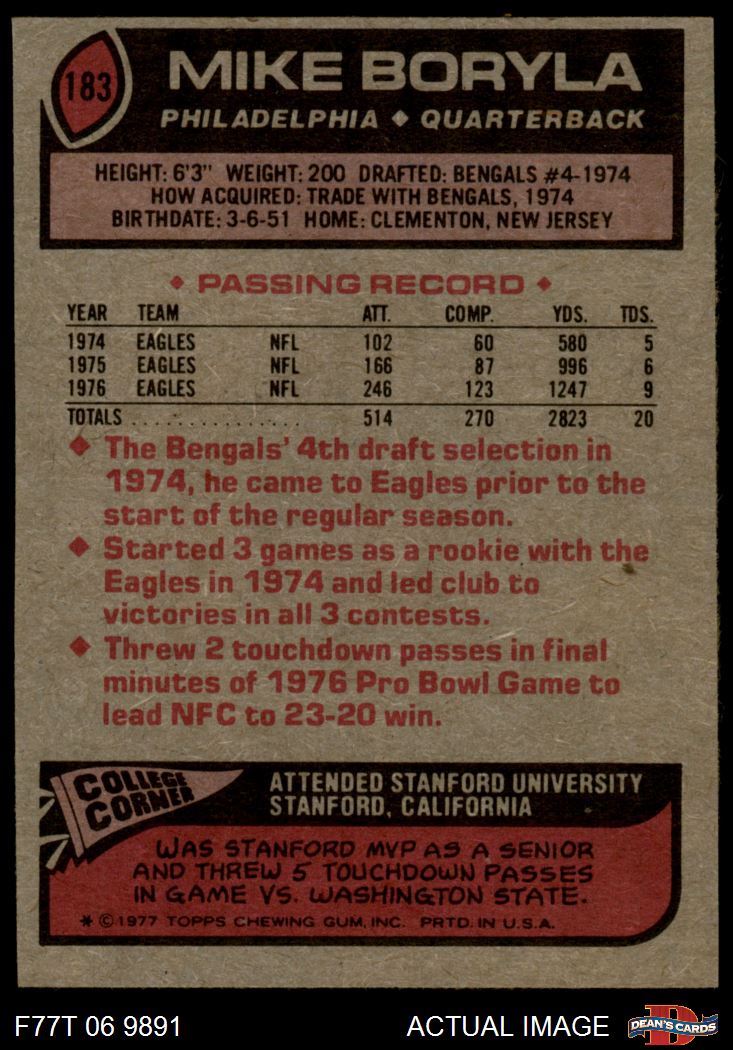 183
MIKE BORYLA
PHILADELPHIA ◆ QUARTERBACK
HEIGHT: 6'3" WEIGHT: 200 DRAFTED: BENGALS #4-1974
HOW ACQUIRED: TRADE WITH BENGALS, 1974
BIRTHDATE: 3-6-51 HOME: CLEMENTON, NEW JERSEY
◆ PASSING RECORD ◆
YEAR TEAM ATT. COMP. YDS. TDS.
1974 EAGLES NFL 102 60 580 5
1975 EAGLES NFL 166 87 996 6
1976 EAGLES NFL 246 123 1247 9
TOTALS . . . . . . . . . . . . . . . 514 270 2823 20
◆ The Bengals' 4th draft selection in
1974, he came to Eagles prior to the
start of the regular season.
◆ Started 3 games as a rookie with the
Eagles in 1974 and led club to
victories in all 3 contests.
◆ Threw 2 touchdown passes in final
minutes of 1976 Pro Bowl Game to
lead NFC to 23-20 win.
COLLEGE
CORNER
ATTENDED STANFORD UNIVERSITY
STANFORD, CALIFORNIA
WAS STANFORD MVP AS A SENIOR
AND THREW 5 TOUCHDOWN PASSES
IN GAME VS. WASHINGTON STATE.
* © 1977 TOPPS CHEWING GUM, INC. PRTD. IN U.S.A.
F77T 06 9891 ACTUAL IMAGE
D
DEAN'S CARDS